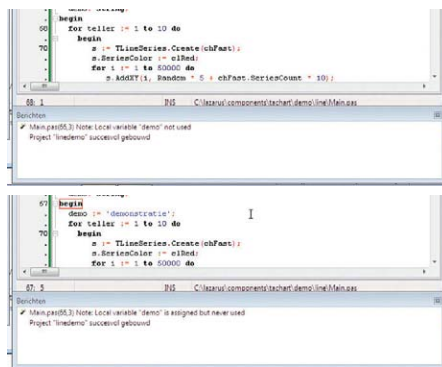 begin
60 for teller := 1 to 10 do
begin
70 s := TLineSeries.Create(chFast);
s.SeriesColor := clRed;
for i := 1 to 50000 do
s.AddXY(i, Random * 5 + chFast.SeriesCount * 10);
68: 1 INS C:\lazarus\components\tachart\demo\line\Main.pas
Berichten
Main.pas(66,3) Note: Local variable "demo" not used
Project "linedemo" succesvol gebouwd
67 begin
demo := 'demonstratie';
for teller := 1 to 10 do
70 begin
s := TLineSeries.Create(chFast);
s.SeriesColor := clRed;
for i := 1 to 50000 do
67: 5 INS C:\lazarus\components\tachart\demo\line\Main.pas
Berichten
Main.pas(66,3) Note: Local variable "demo" is assigned but never used
Project "linedemo" succesvol gebouwd